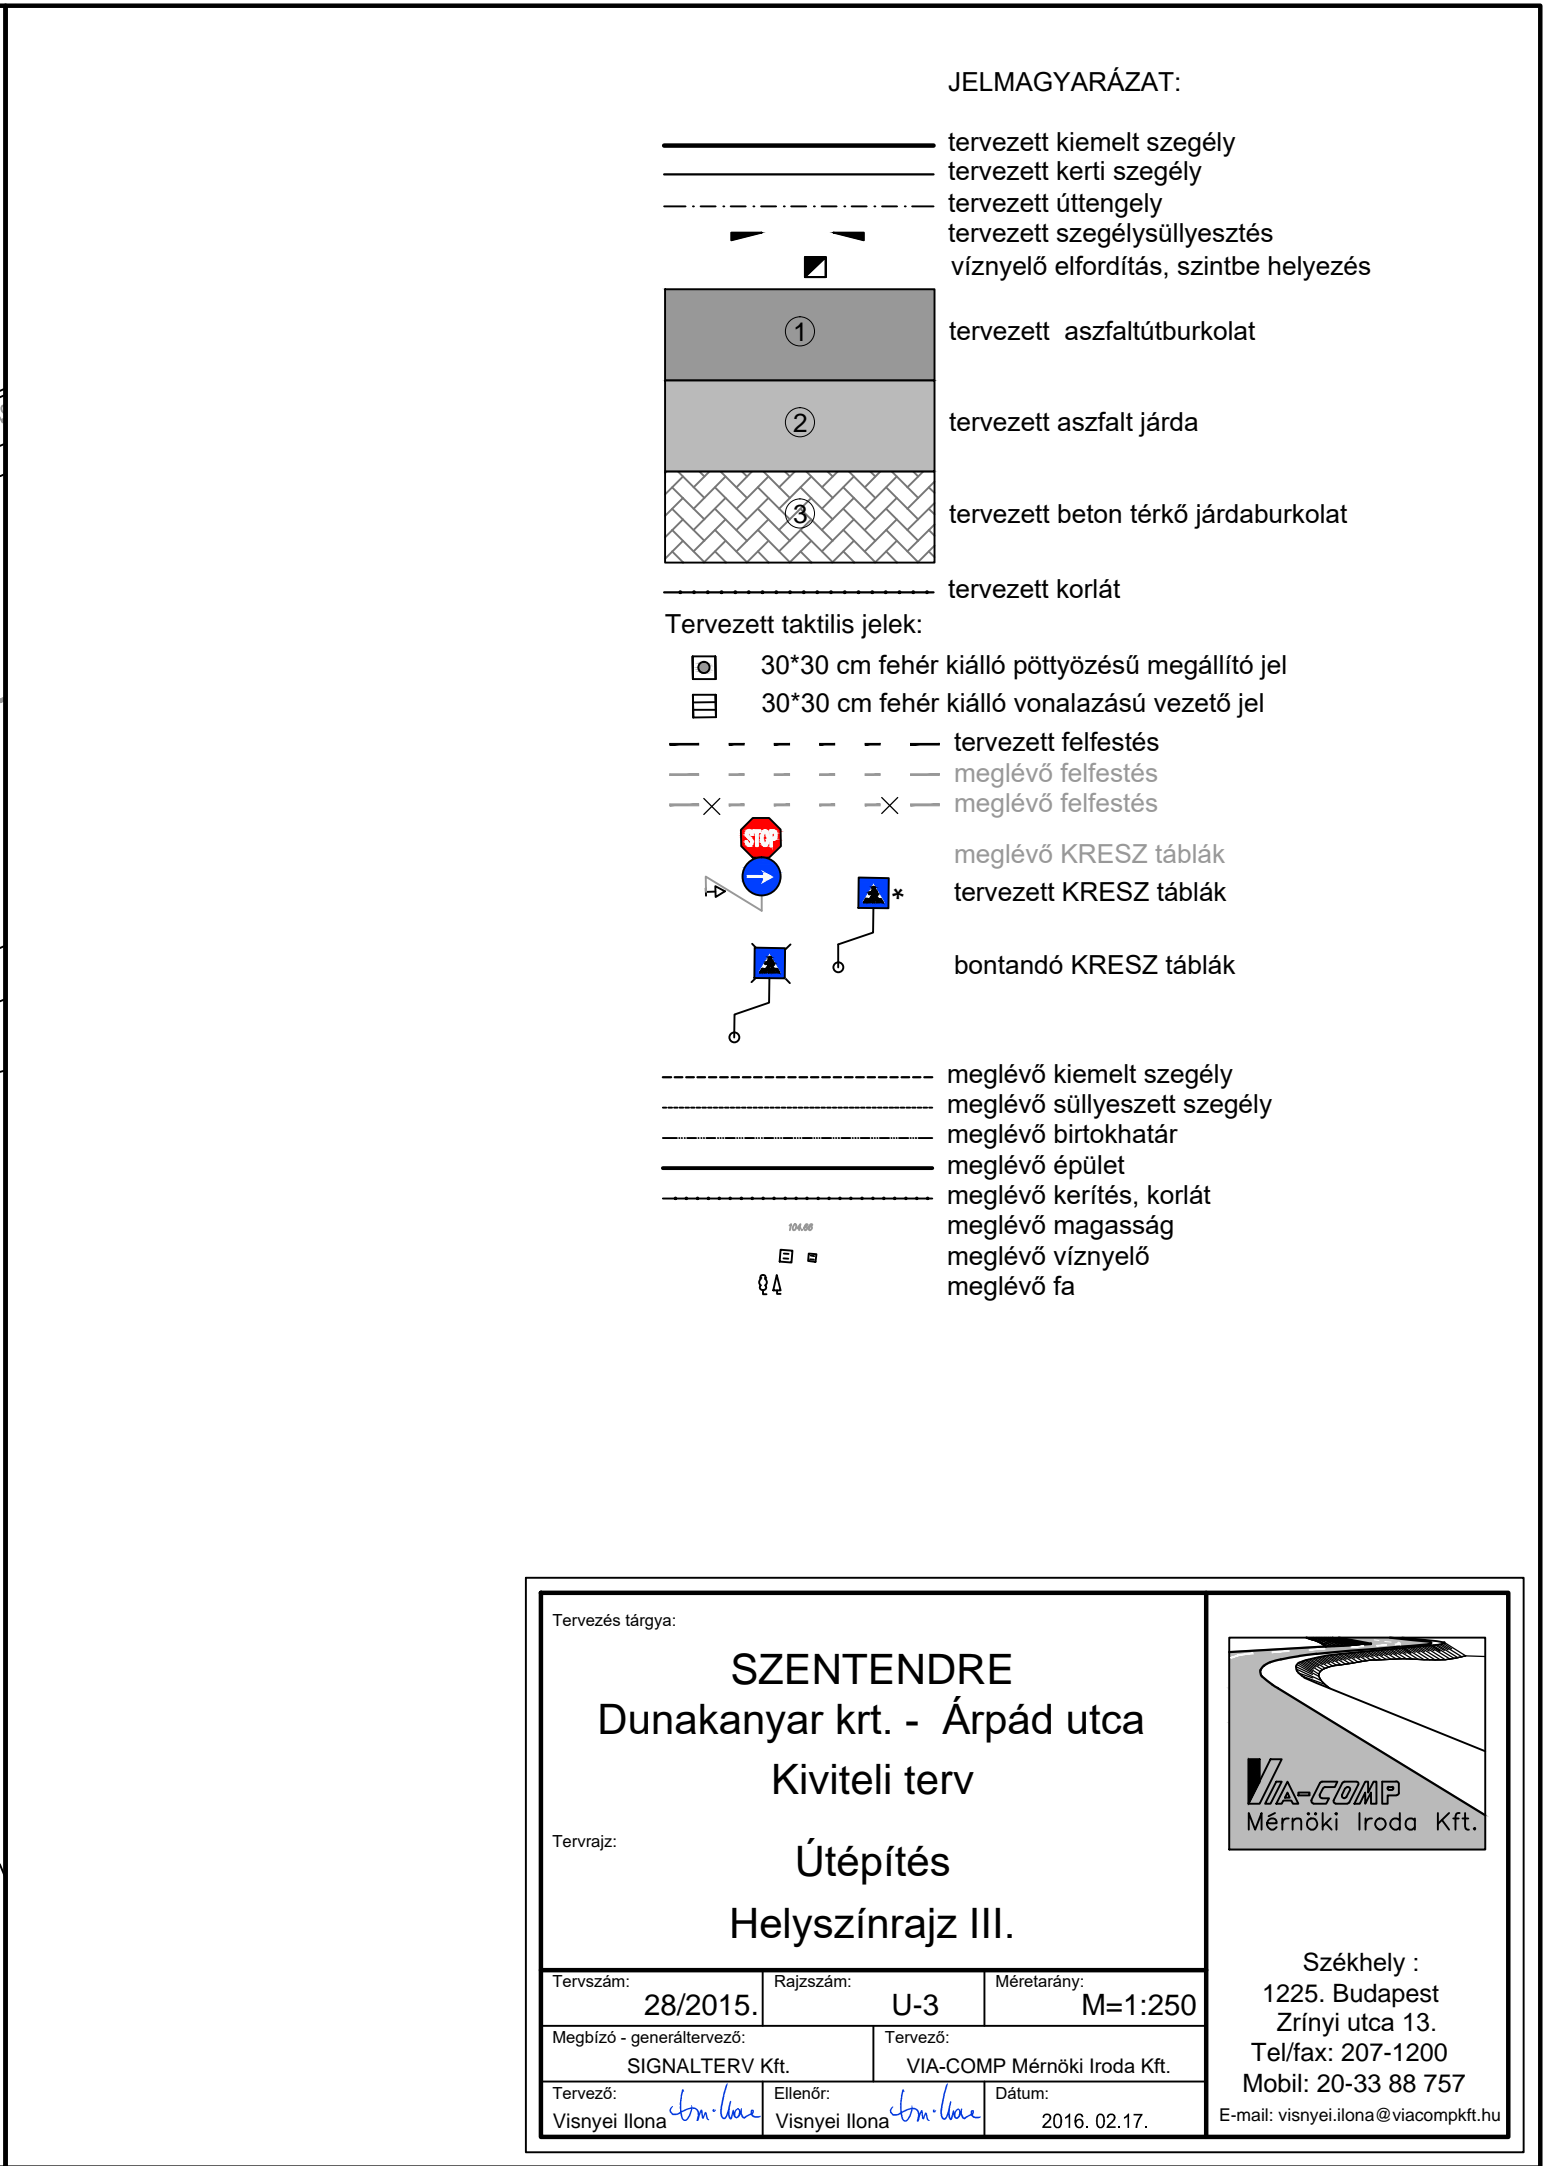 JELMAGYARÁZAT:
tervezett kiemelt szegély
tervezett kerti szegély
tervezett úttengely
tervezett szegélysüllyesztés
víznyelő elfordítás, szintbe helyezés
1 tervezett aszfaltútburkolat
2 tervezett aszfalt járda
3 tervezett beton térkő járdaburkolat
tervezett korlát
Tervezett taktilis jelek:
30*30 cm fehér kiálló pöttyözésű megállító jel
30*30 cm fehér kiálló vonalazású vezető jel
tervezett felfestés
meglévő felfestés
meglévő felfestés
STOP
meglévő KRESZ táblák
* tervezett KRESZ táblák
bontandó KRESZ táblák
meglévő kiemelt szegély
meglévő süllyeszett szegély
meglévő birtokhatár
meglévő épület
meglévő kerítés, korlát
104.66 meglévő magasság
meglévő víznyelő
meglévő fa
Tervezés tárgya:
SZENTENDRE
Dunakanyar krt. - Árpád utca
Kiviteli terv
Tervrajz:
Útépítés
Helyszínrajz III.
Tervszám:
28/2015.
Rajzszám:
U-3
Méretarány:
M=1:250
Megbízó - generáltervező:
SIGNALTERV Kft.
Tervező:
VIA-COMP Mérnöki Iroda Kft.
Tervező:
Visnyei Ilona
Ellenőr:
Visnyei Ilona
Dátum:
2016. 02.17.
VIA-COMP
Mérnöki Iroda Kft.
Székhely :
1225. Budapest
Zrínyi utca 13.
Tel/fax: 207-1200
Mobil: 20-33 88 757
E-mail: visnyei.ilona@viacompkft.hu